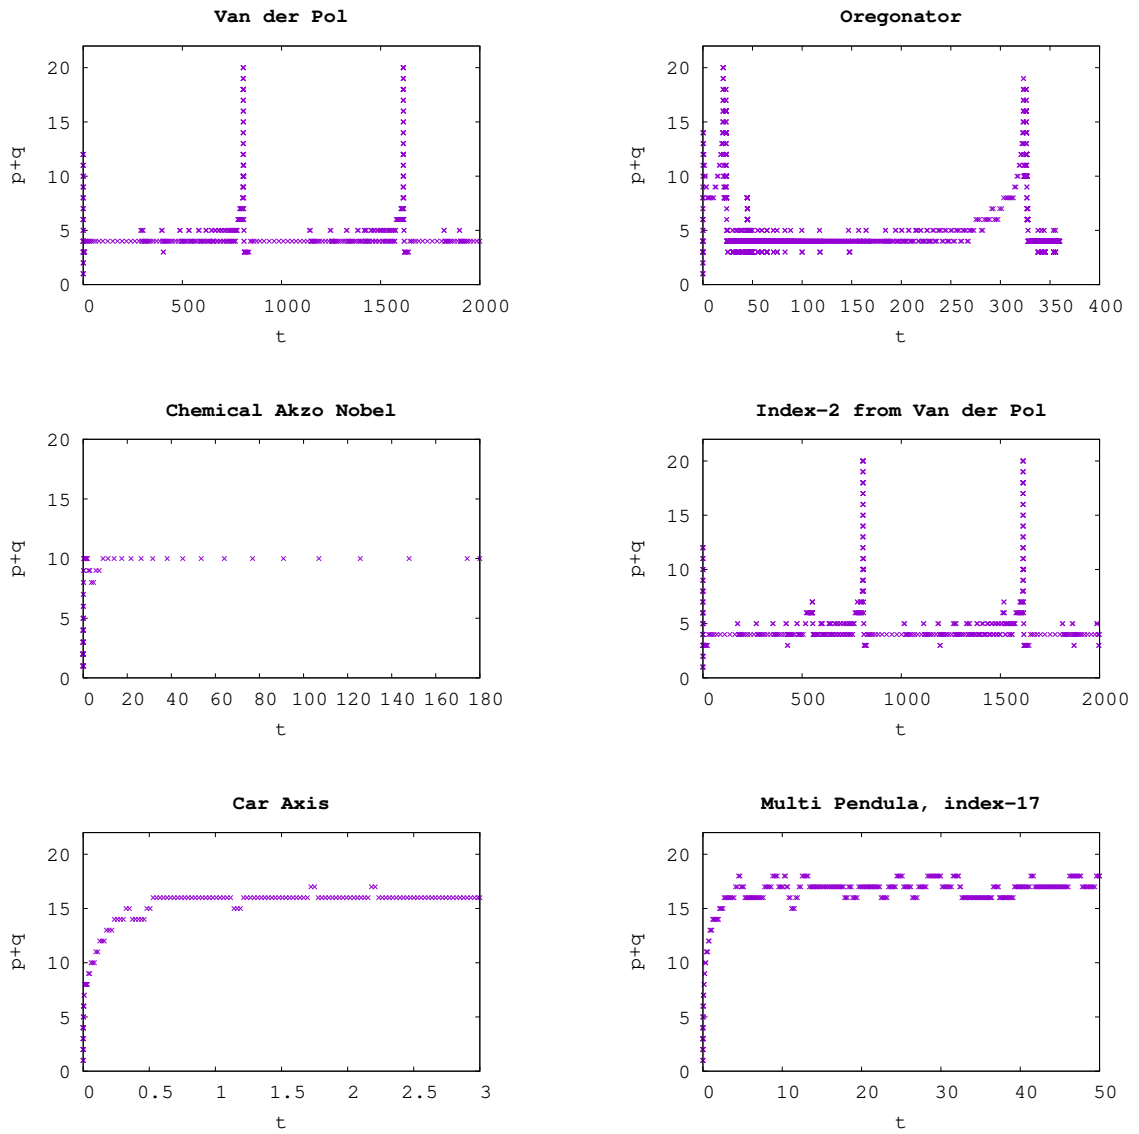 Van der Pol
20
15
10
5
0
p+q
0 500 1000 1500 2000
t
Oregonator
20
15
10
5
0
p+q
0 50 100 150 200 250 300 350 400
t
Chemical Akzo Nobel
20
15
10
5
0
p+q
0 20 40 60 80 100 120 140 160 180
t
Index-2 from Van der Pol
20
15
10
5
0
p+q
0 500 1000 1500 2000
t
Car Axis
20
15
10
5
0
p+q
0 0.5 1 1.5 2 2.5 3
t
Multi Pendula, index-17
20
15
10
5
0
p+q
0 10 20 30 40 50
t